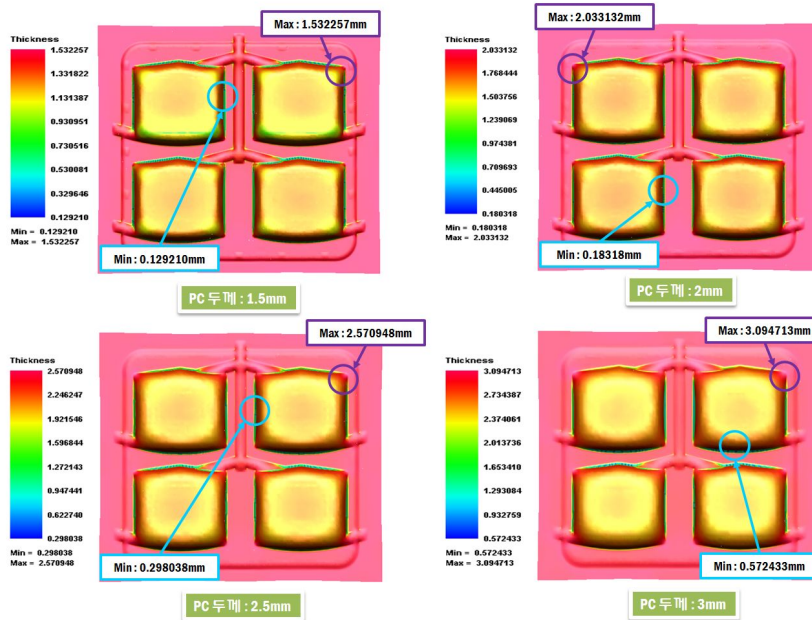 Max : 1.532257mm
Thickness
1.532257
1.331822
1.131387
0.930951
0.730516
0.530081
0.329646
0.129210
Min = 0.129210
Max = 1.532257
Min : 0.129210mm
PC 두께 : 1.5mm
Max : 2.033132mm
Thickness
2.033132
1.768444
1.503756
1.239069
0.974381
0.709693
0.445005
0.180318
Min = 0.180318
Max = 2.033132
Min : 0.18318mm
PC 두께 : 2mm
Max : 2.570948mm
Thickness
2.570948
2.246247
1.921546
1.596844
1.272143
0.947441
0.622740
0.298038
Min = 0.298038
Max = 2.570948
Min : 0.298038mm
PC 두께 : 2.5mm
Max : 3.094713mm
Thickness
3.094713
2.734387
2.374061
2.013736
1.653410
1.293084
0.932759
0.572433
Min = 0.572433
Max = 3.094713
Min : 0.572433mm
PC 두께 : 3mm